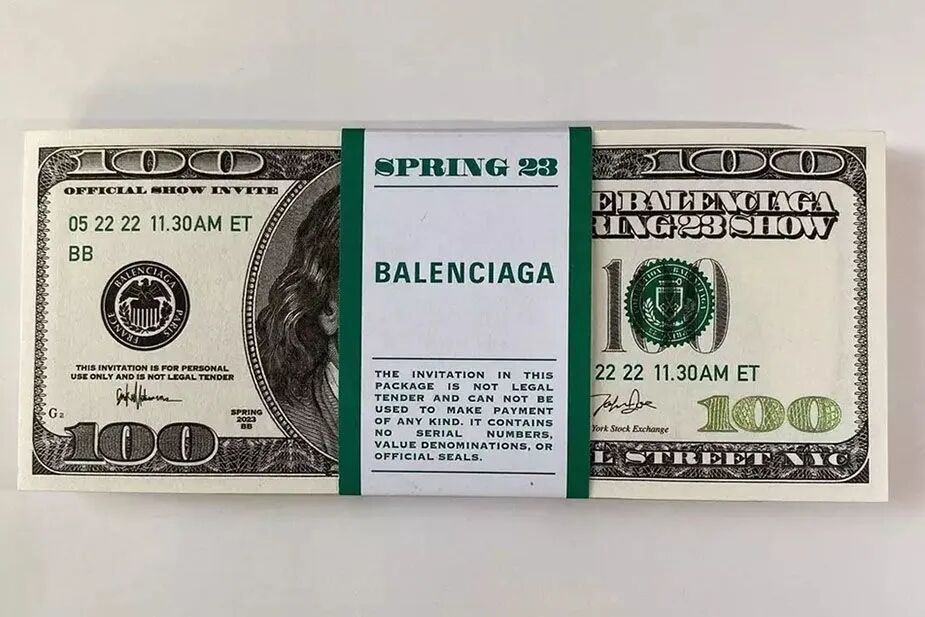 100
OFFICIAL SHOW INVITE
05 22 22 11.30AM ET
BB
BALENCIAGA
PARIS
FRANCE
THIS INVITATION IS FOR PERSONAL
USE ONLY AND IS NOT LEGAL TENDER
G2
SPRING
2023
BB
100
SPRING 23
BALENCIAGA
THE INVITATION IN THIS
PACKAGE IS NOT LEGAL
TENDER AND CAN NOT BE
USED TO MAKE PAYMENT
OF ANY KIND. IT CONTAINS
NO SERIAL NUMBERS,
VALUE DENOMINATIONS, OR
OFFICIAL SEALS.
100
E BALENCIAGA
RING 23 SHOW
100
22 22 11.30AM ET
John Doe
York Stock Exchange
100
L STREET NYC